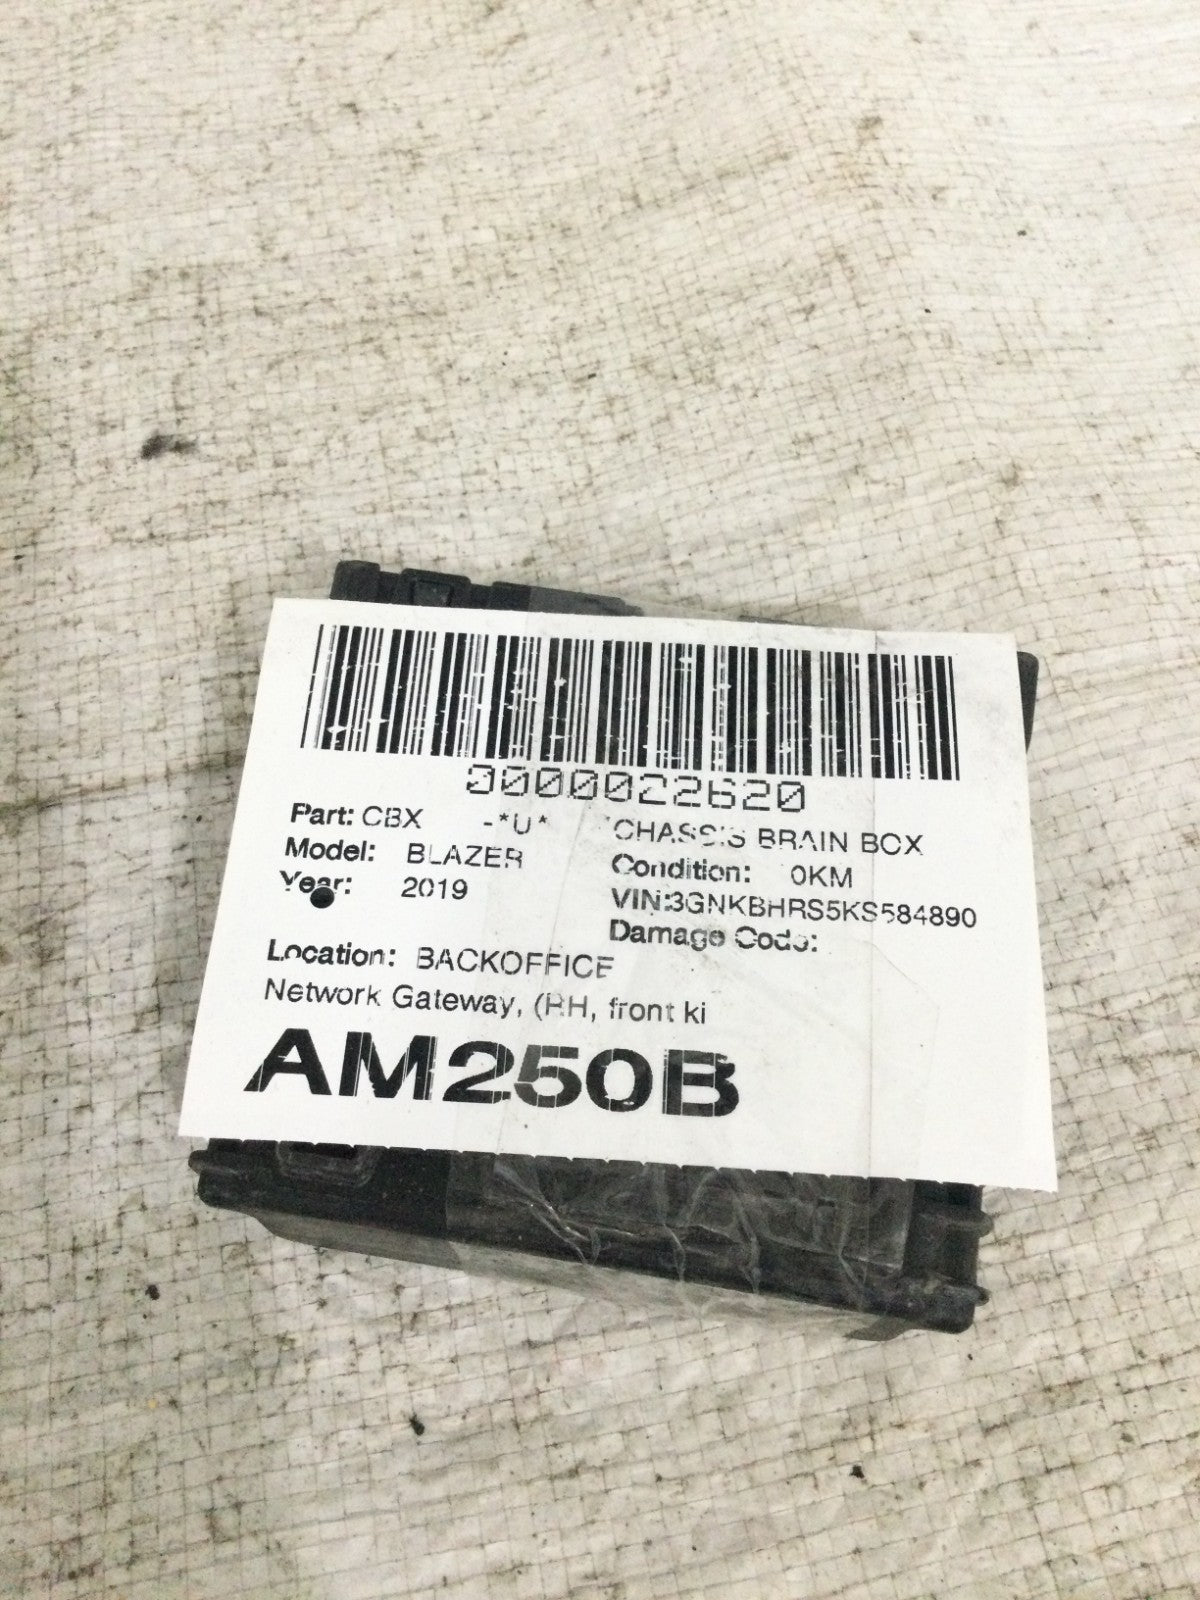 3000022620
Part: CBX -*U* *CHASSIS BRAIN BOX
Model: BLAZER Condition: 0KM
Year: 2019 VIN:3GNKBHRS5KS584890
Damage Code:
Location: BACKOFFICE
Network Gateway, (RH, front ki
AM250B